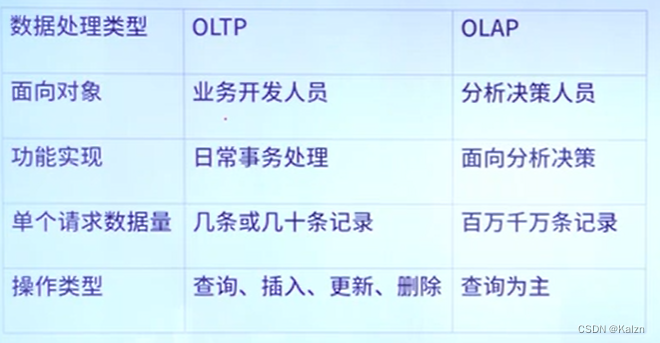 数据处理类型 OLTP OLAP
面向对象 业务开发人员 分析决策人员
功能实现 日常事务处理 面向分析决策
单个请求数据量 几条或几十条记录 百万千万条记录
操作类型 查询、插入、更新、删除 查询为主
CSDN @Kalzn